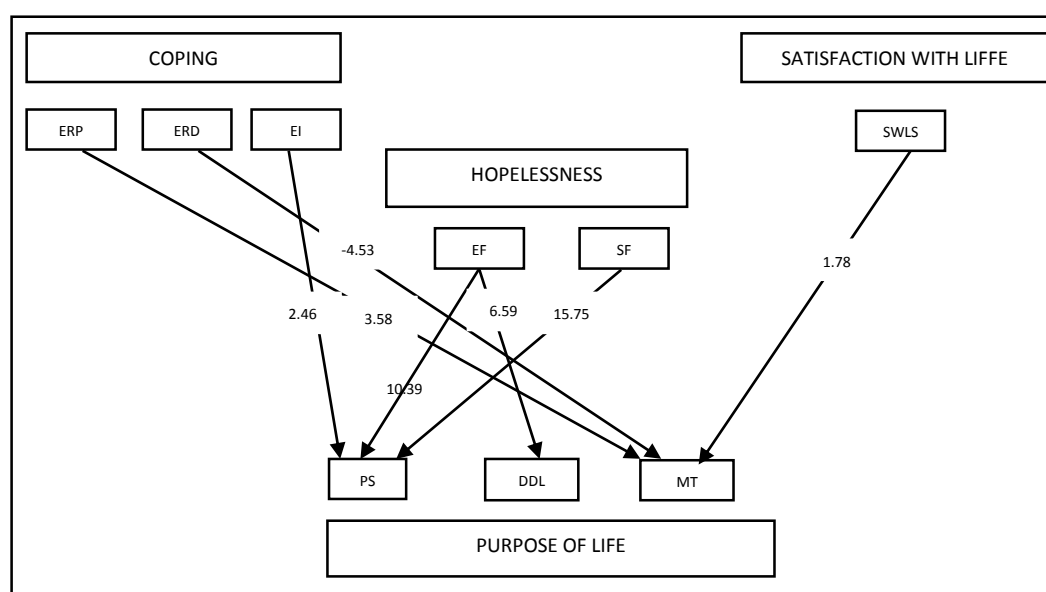 COPING
SATISFACTION WITH LIFFE
ERP
ERD
EI
SWLS
HOPELESSNESS
EF
SF
-4.53
1.78
2.46
3.58
6.59
15.75
10.39
PS
DDL
MT
PURPOSE OF LIFE